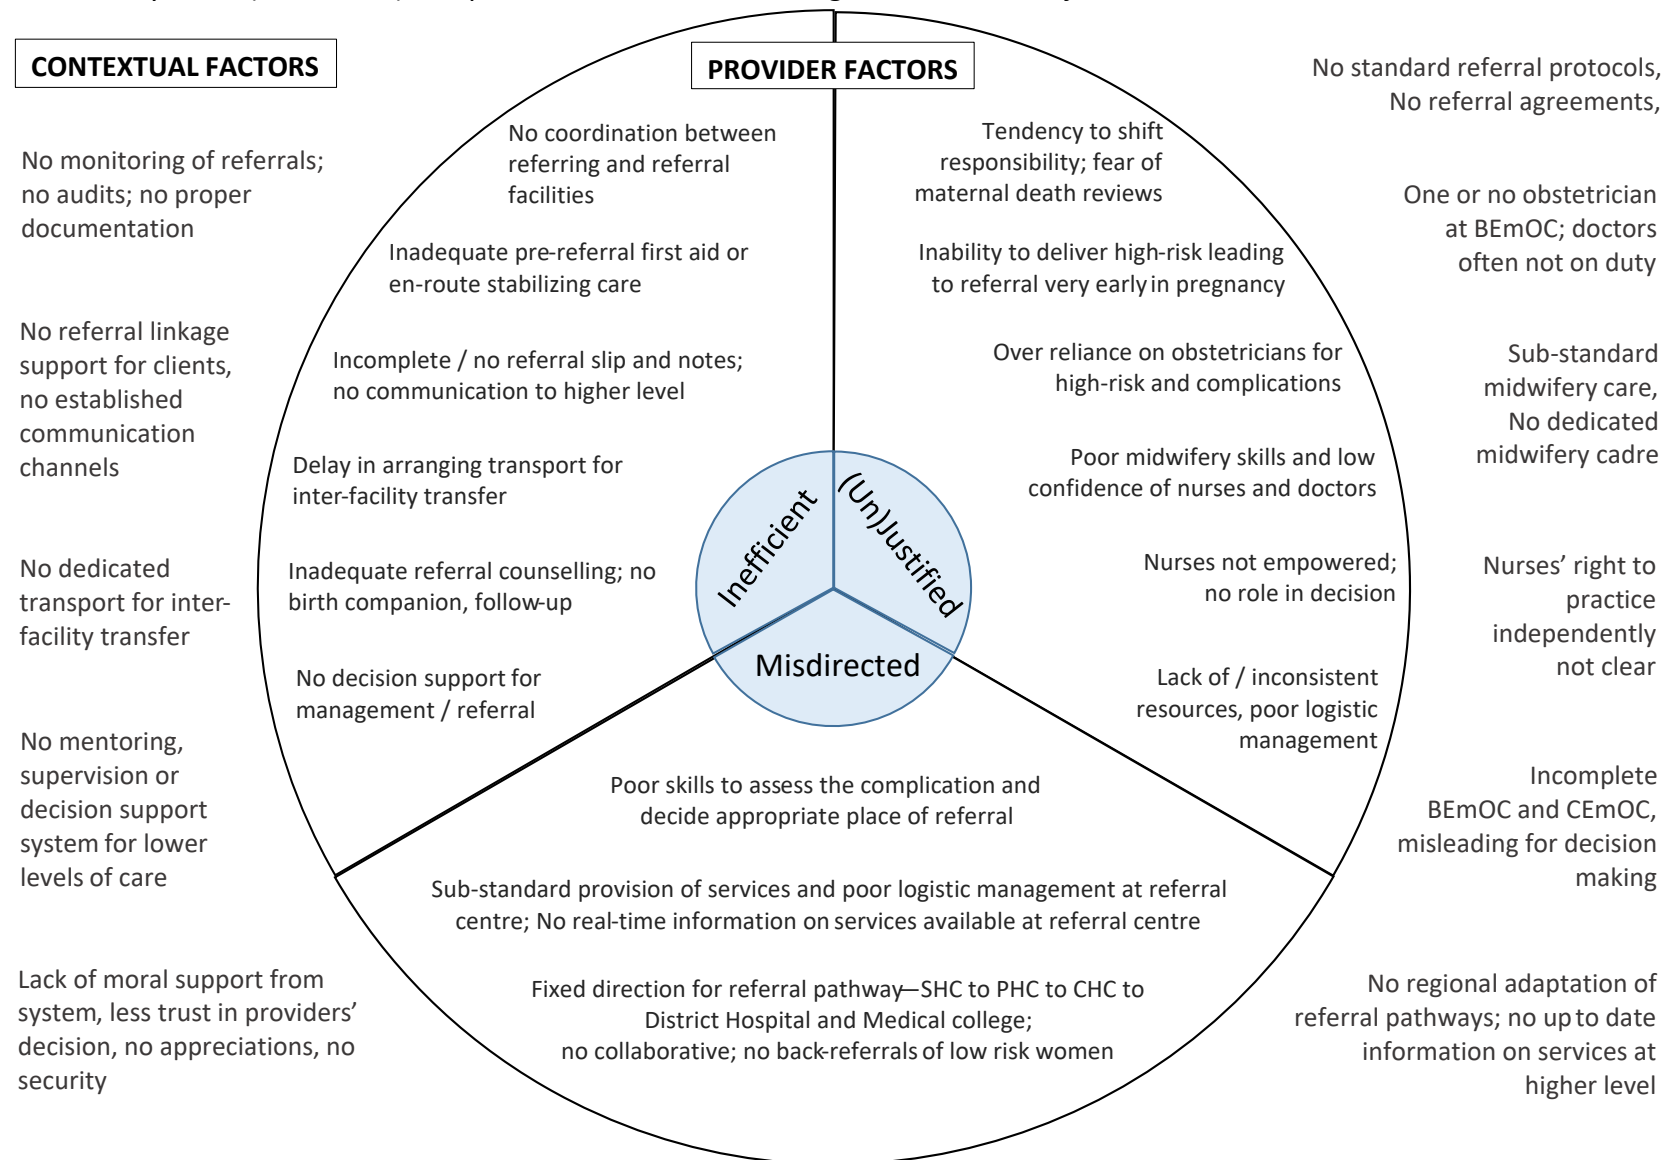 CONTEXTUAL FACTORS
No monitoring of referrals;
no audits; no proper
documentation
No referral linkage
support for clients,
no established
communication
channels
No dedicated
transport for inter-
facility transfer
No mentoring,
supervision or
decision support
system for lower
levels of care
Lack of moral support from
system, less trust in providers’
decision, no appreciations, no
security
PROVIDER FACTORS
No coordination between
referring and referral
facilities
Inadequate pre-referral first aid or
en-route stabilizing care
Incomplete / no referral slip and notes;
no communication to higher level
Delay in arranging transport for
inter-facility transfer
Inadequate referral counselling; no
birth companion, follow-up
No decision support for
management / referral
Inefficient
(Un)Justified
Misdirected
Tendency to shift
responsibility; fear of
maternal death reviews
Inability to deliver high-risk leading
to referral very early in pregnancy
Over reliance on obstetricians for
high-risk and complications
Poor midwifery skills and low
confidence of nurses and doctors
Nurses not empowered;
no role in decision
Lack of / inconsistent
resources, poor logistic
management
Poor skills to assess the complication and
decide appropriate place of referral
Sub-standard provision of services and poor logistic management at referral
centre; No real-time information on services available at referral centre
Fixed direction for referral pathway—SHC to PHC to CHC to
District Hospital and Medical college;
no collaborative; no back-referrals of low risk women
No standard referral protocols,
No referral agreements,
One or no obstetrician
at BEmOC; doctors
often not on duty
Sub-standard
midwifery care,
No dedicated
midwifery cadre
Nurses’ right to
practice
independently
not clear
Incomplete
BEmOC and CEmOC,
misleading for decision
making
No regional adaptation of
referral pathways; no up to date
information on services at
higher level